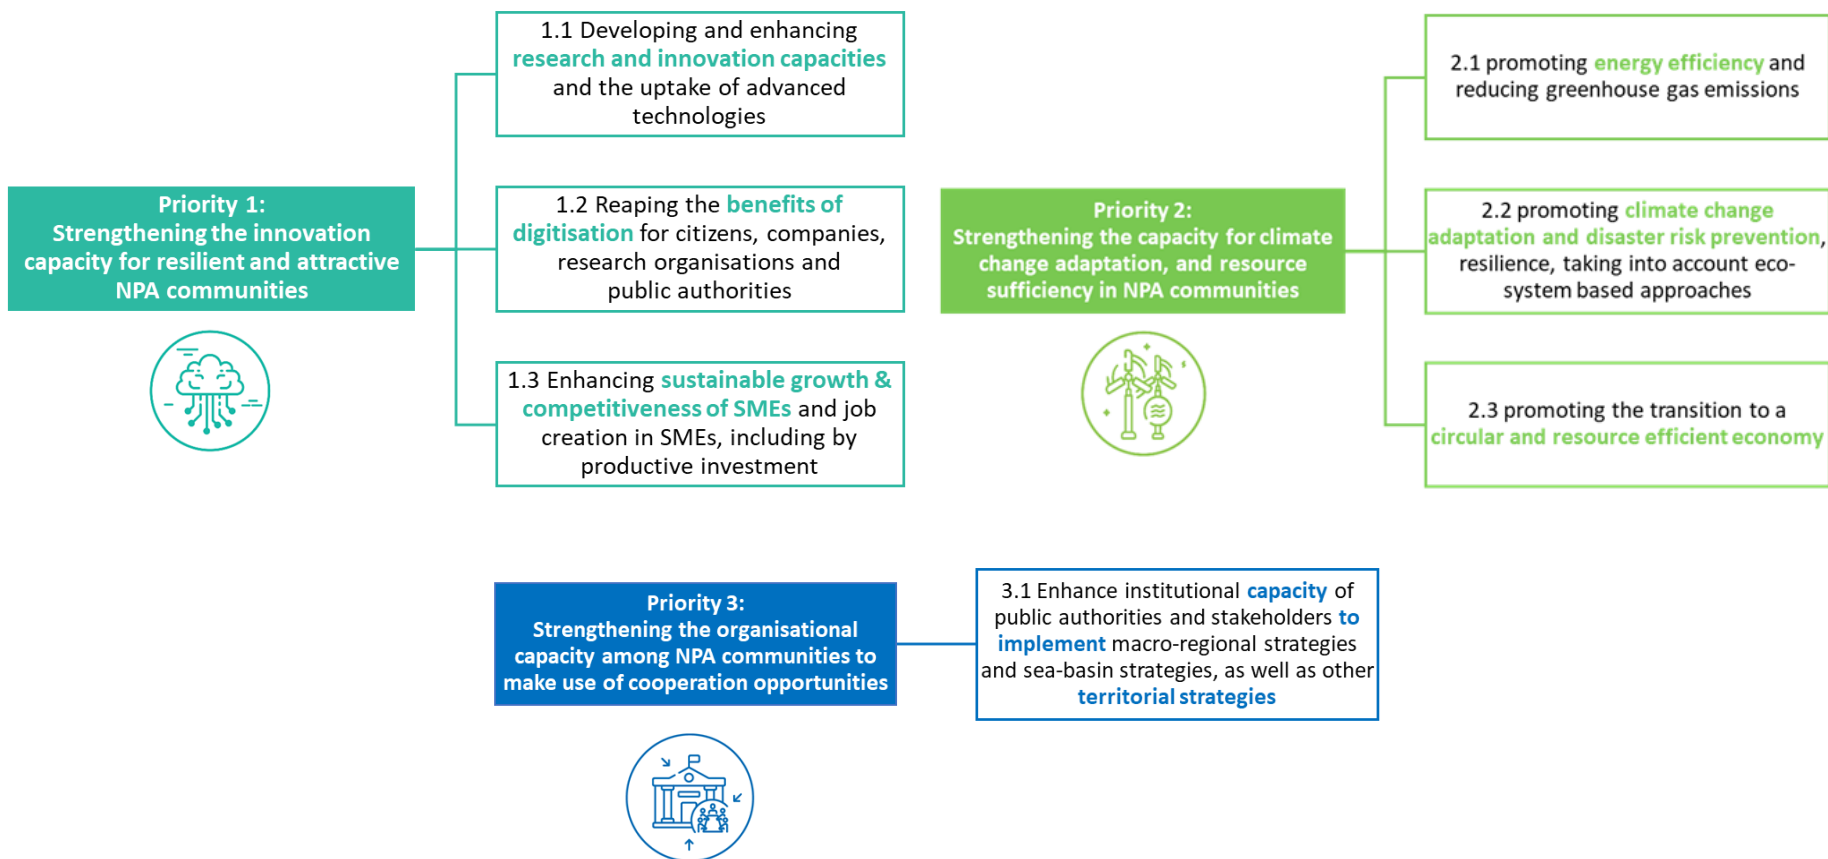 Priority 1:
Strengthening the innovation
capacity for resilient and attractive
NPA communities
1.1 Developing and enhancing
research and innovation capacities
and the uptake of advanced
technologies
1.2 Reaping the benefits of
digitisation for citizens, companies,
research organisations and
public authorities
1.3 Enhancing sustainable growth &
competitiveness of SMEs and job
creation in SMEs, including by
productive investment
Priority 2:
Strengthening the capacity for climate
change adaptation, and resource
sufficiency in NPA communities
2.1 promoting energy efficiency and
reducing greenhouse gas emissions
2.2 promoting climate change
adaptation and disaster risk prevention,
resilience, taking into account eco-
system based approaches
2.3 promoting the transition to a
circular and resource efficient economy
Priority 3:
Strengthening the organisational
capacity among NPA communities to
make use of cooperation opportunities
3.1 Enhance institutional capacity of
public authorities and stakeholders to
implement macro-regional strategies
and sea-basin strategies, as well as other
territorial strategies